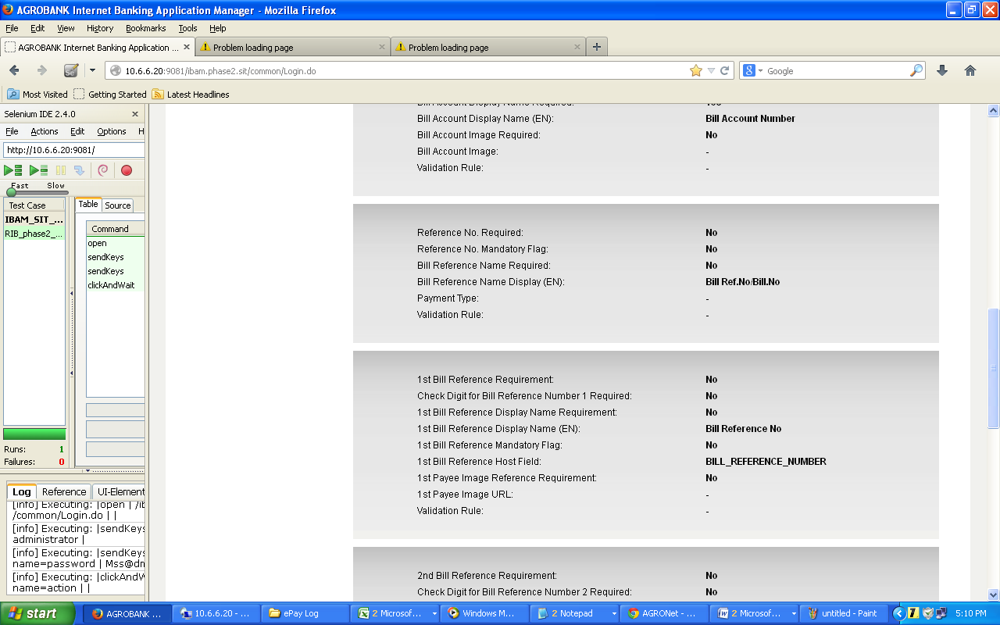 AGROBANK Internet Banking Application Manager - Mozilla Firefox
File Edit View History Bookmarks Tools Help
AGROBANK Internet Banking Application ... Problem loading page Problem loading page
10.6.6.20:9081/ibam.phase2.sit/common/Login.do Google
Most Visited Getting Started Latest Headlines
Selenium IDE 2.4.0
File Actions Edit Options H
http://10.6.6.20:9081/
Fast Slow
Test Case
IBAM_SIT_...
RIB_phase2_...
Table Source
Command
open
sendKeys
sendKeys
clickAndWait
Runs: 1
Failures: 0
Log Reference UI-Element
[info] Executing: |open | /ib
/common/Login.do | |
[info] Executing: |sendKeys
administrator |
[info] Executing: |sendKeys
name=password | Mss@dn
[info] Executing: |clickAndW
name=action | |
Bill Account Display Name Required: Yes
Bill Account Display Name (EN): Bill Account Number
Bill Account Image Required: No
Bill Account Image: -
Validation Rule: -
Reference No. Required: No
Reference No. Mandatory Flag: No
Bill Reference Name Required: No
Bill Reference Name Display (EN): Bill Ref.No/Bill.No
Payment Type: -
Validation Rule: -
1st Bill Reference Requirement: No
Check Digit for Bill Reference Number 1 Required: No
1st Bill Reference Display Name Requirement: No
1st Bill Reference Display Name (EN): Bill Reference No
1st Bill Reference Mandatory Flag: No
1st Bill Reference Host Field: BILL_REFERENCE_NUMBER
1st Payee Image Reference Requirement: No
1st Payee Image URL: -
Validation Rule: -
2nd Bill Reference Requirement: No
Check Digit for Bill Reference Number 2 Required: No
start AGROBANK ... 10.6.6.20 - ... ePay Log 2 Microsof... Windows M... 2 Notepad AGRONet - ... 2 Microsof... untitled - Paint 5:10 PM